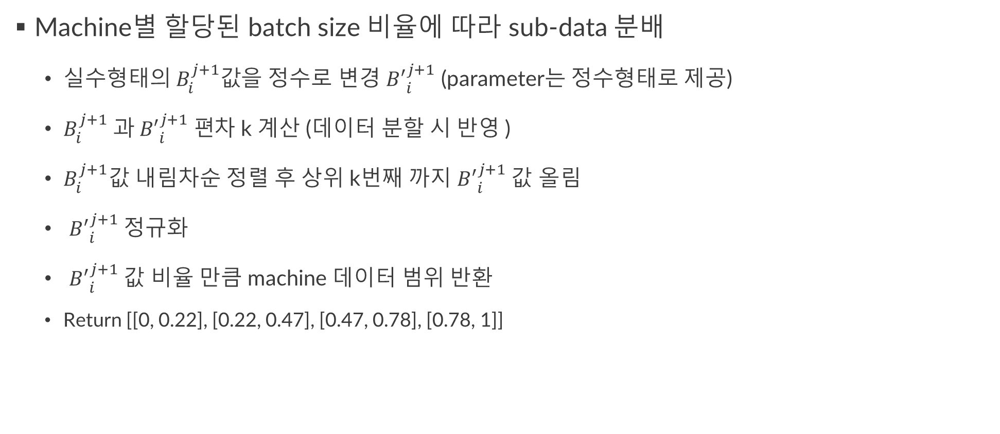 ▪ Machine별 할당된 batch size 비율에 따라 sub-data 분배
• 실수형태의 $B_i^{j+1}$값을 정수로 변경 $B'^{j+1}_i$ (parameter는 정수형태로 제공)
• $B_i^{j+1}$ 과 $B'^{j+1}_i$ 편차 k 계산 (데이터 분할 시 반영 )
• $B_i^{j+1}$값 내림차순 정렬 후 상위 k번째 까지 $B'^{j+1}_i$ 값 올림
• $B'^{j+1}_i$ 정규화
• $B'^{j+1}_i$ 값 비율 만큼 machine 데이터 범위 반환
• Return [[0, 0.22], [0.22, 0.47], [0.47, 0.78], [0.78, 1]]